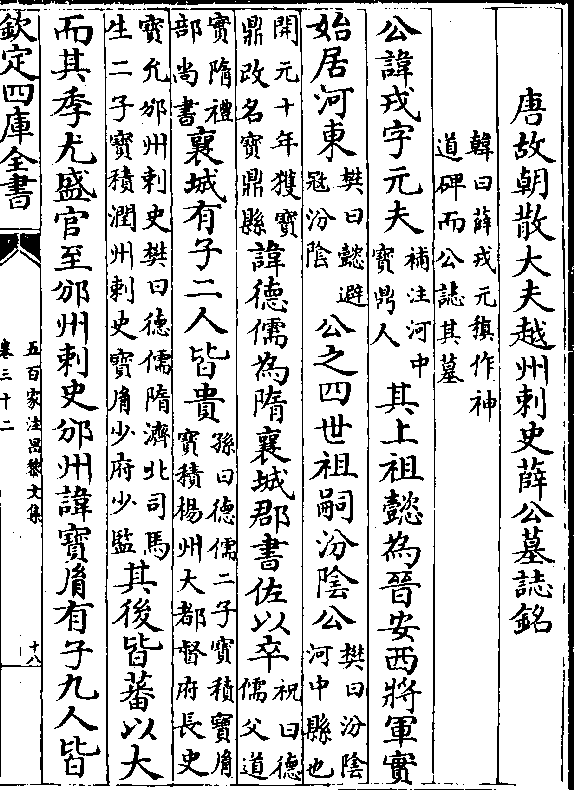 唐故朝散大夫越州刺史薛公墓誌銘
韓曰薛戎元稹作神
道碑而公誌其墓
公諱戎字元夫補注河中寶鼎人其上祖懿為晉安西將軍實
始居河東樊曰懿避冦汾陰公之四世祖嗣汾陰公樊曰汾陰河中縣也
開元十年獲寶鼎改名寶鼎縣諱德儒為隋襄城郡書佐以卒祝曰德儒父道
實隋禮部尚書襄城有子二人皆貴孫曰德儒二子寶積寶胤寶積楊州大都督府長史
寶允邠州刺史樊曰德儒隋濟北司馬生二子寶積潤州刺史寶胤少府少監其後皆蕃以大
而其季尤盛官至邠州刺史邠州諱寶胤有子九人皆
欽定四庫全書
五百家注昌黎文集
卷三十二
十八